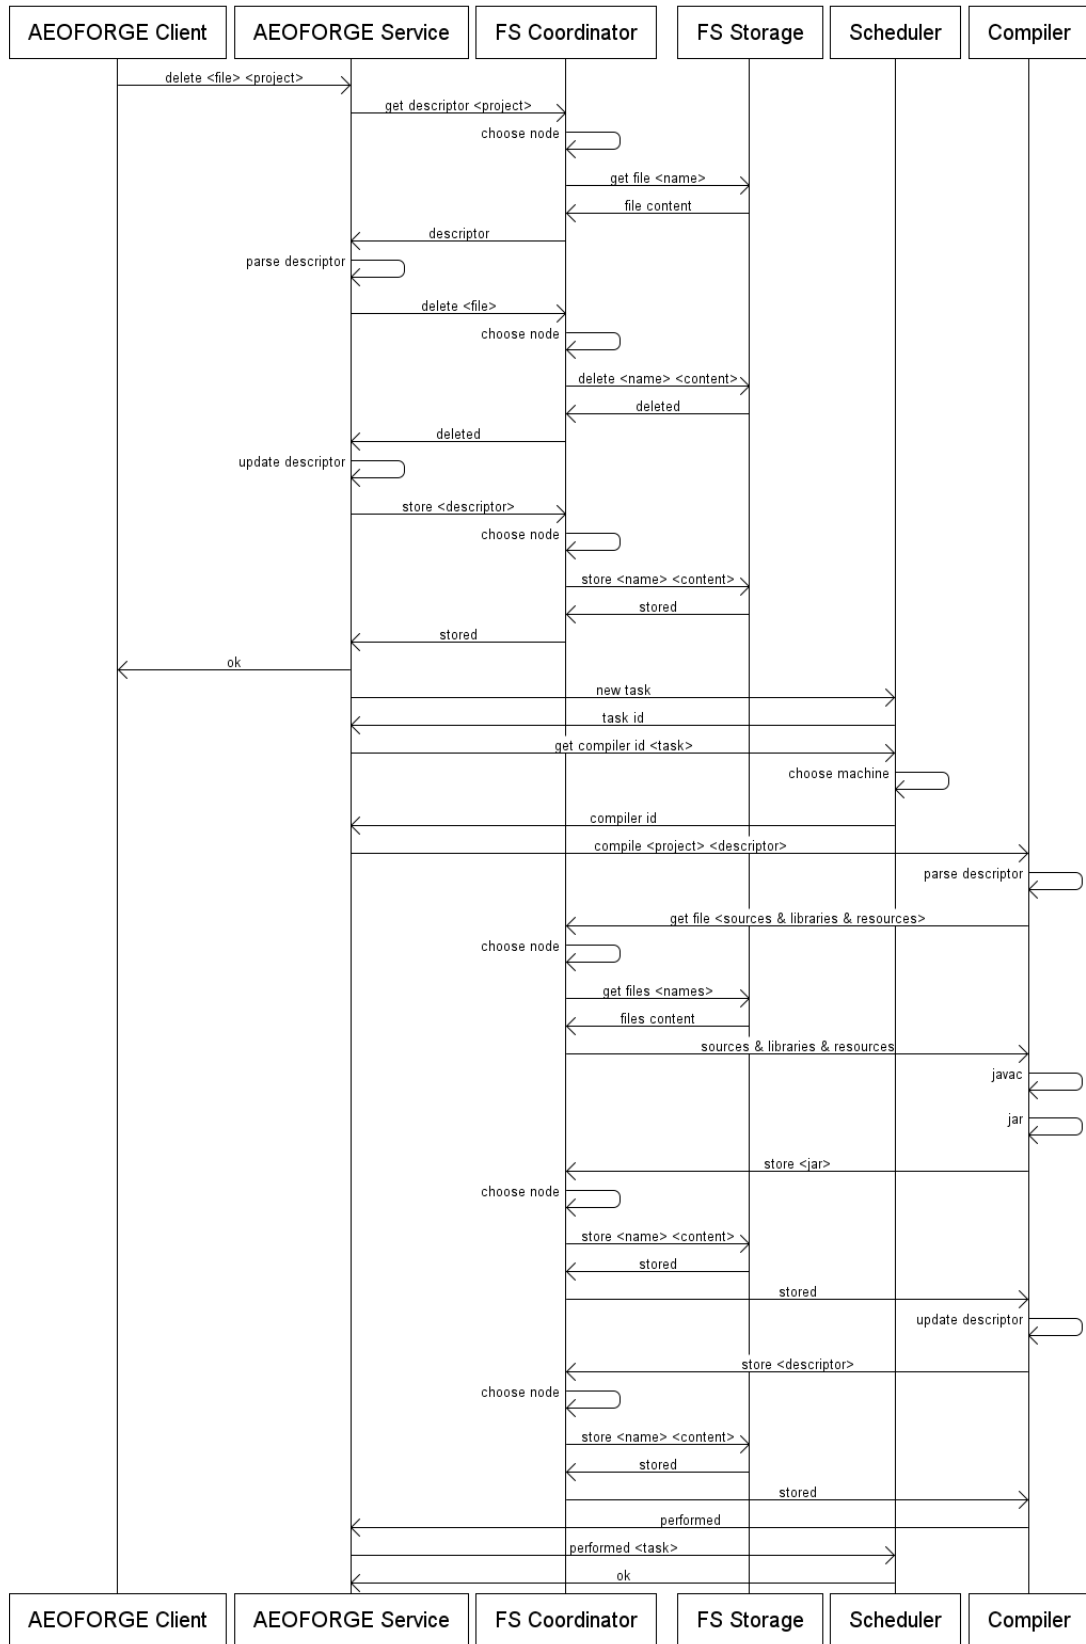 AEOFORGE Client
AEOFORGE Service
FS Coordinator
FS Storage
Scheduler
Compiler
delete <file> <project>
get descriptor <project>
choose node
get file <name>
file content
descriptor
parse descriptor
delete <file>
choose node
delete <name> <content>
deleted
deleted
update descriptor
store <descriptor>
choose node
store <name> <content>
stored
stored
ok
new task
task id
get compiler id <task>
choose machine
compiler id
compile <project> <descriptor>
parse descriptor
get file <sources & libraries & resources>
choose node
get files <names>
files content
sources & libraries & resources
javac
jar
store <jar>
choose node
store <name> <content>
stored
stored
update descriptor
store <descriptor>
choose node
store <name> <content>
stored
stored
performed
performed <task>
ok
AEOFORGE Client
AEOFORGE Service
FS Coordinator
FS Storage
Scheduler
Compiler